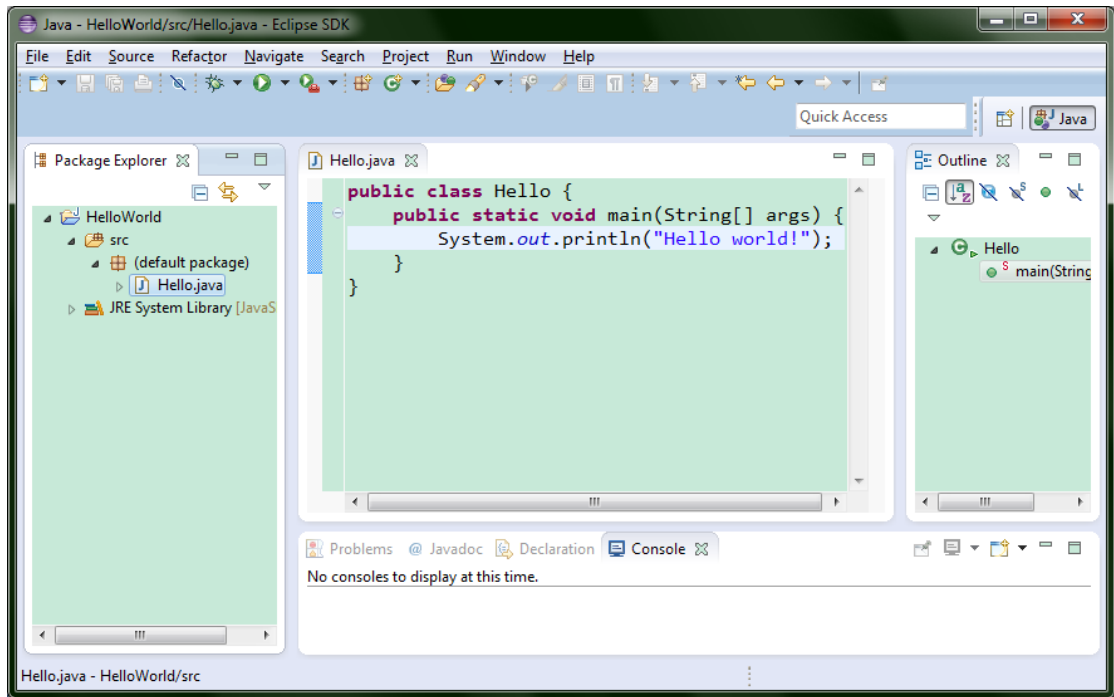 Java - HelloWorld/src/Hello.java - Eclipse SDK
File Edit Source Refactor Navigate Search Project Run Window Help
Quick Access
Java
Package Explorer
HelloWorld
src
(default package)
Hello.java
JRE System Library [JavaS
Hello.java
public class Hello {
public static void main(String[] args) {
System.out.println("Hello world!");
}
}
Outline
Hello
main(String
Problems @ Javadoc Declaration Console
No consoles to display at this time.
Hello.java - HelloWorld/src